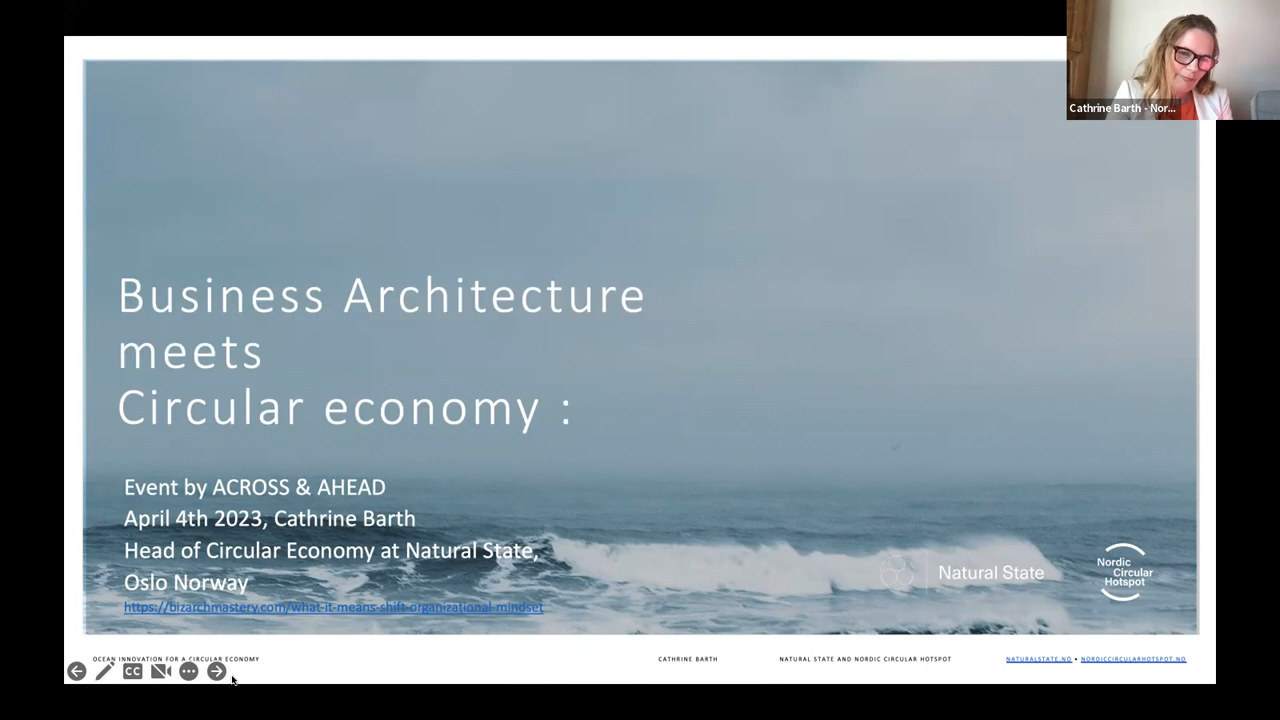 Cathrine Barth - Nor...
Business Architecture
meets
Circular economy :
Event by ACROSS & AHEAD
April 4th 2023, Cathrine Barth
Head of Circular Economy at Natural State,
Oslo Norway
https://bizarchmastery.com/what-it-means-shift-organizational-mindset
Natural State
Nordic
Circular
Hotspot
OCEAN INNOVATION FOR A CIRCULAR ECONOMY
CATHRINE BARTH
NATURAL STATE AND NORDIC CIRCULAR HOTSPOT
NATURALSTATE.NO • NORDICCIRCULARHOTSPOT.NO
CC